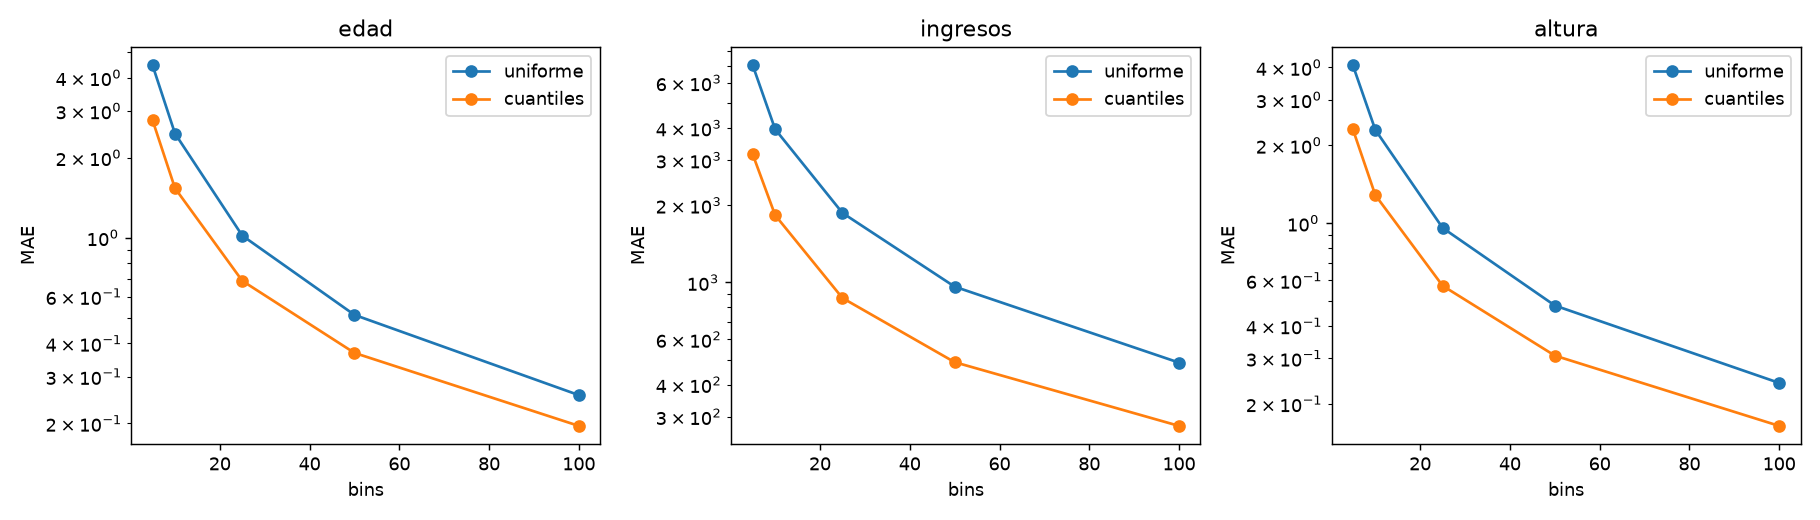 edad
uniforme
cuantiles
4 × 10⁰
3 × 10⁰
2 × 10⁰
10⁰
6 × 10⁻¹
4 × 10⁻¹
3 × 10⁻¹
2 × 10⁻¹
MAE
20 40 60 80 100
bins
ingresos
uniforme
cuantiles
6 × 10³
4 × 10³
3 × 10³
2 × 10³
10³
6 × 10²
4 × 10²
3 × 10²
MAE
20 40 60 80 100
bins
altura
uniforme
cuantiles
4 × 10⁰
3 × 10⁰
2 × 10⁰
10⁰
6 × 10⁻¹
4 × 10⁻¹
3 × 10⁻¹
2 × 10⁻¹
MAE
20 40 60 80 100
bins